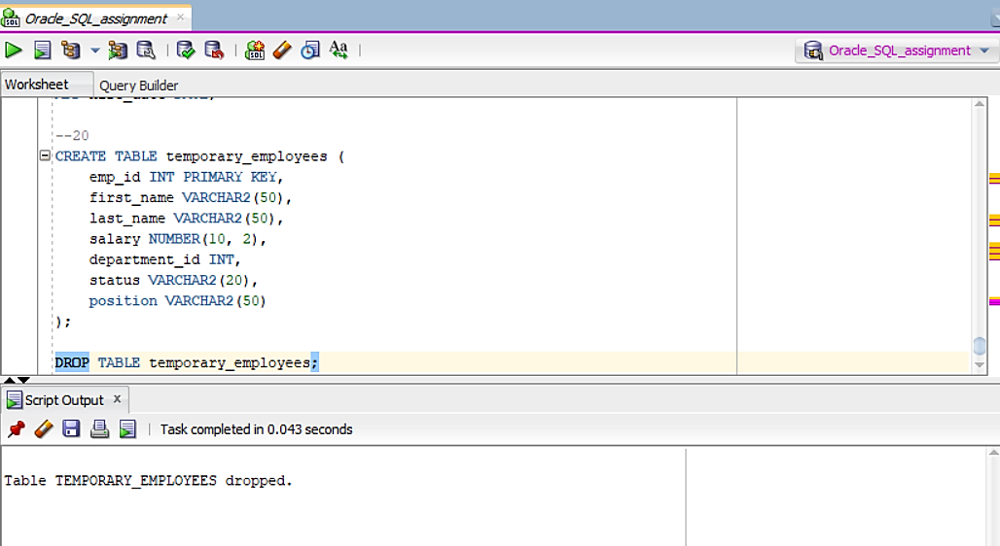 Oracle_SQL_assignment
Aa
Oracle_SQL_assignment
Worksheet
Query Builder
--20
CREATE TABLE temporary_employees (
emp_id INT PRIMARY KEY,
first_name VARCHAR2(50),
last_name VARCHAR2(50),
salary NUMBER(10, 2),
department_id INT,
status VARCHAR2(20),
position VARCHAR2(50)
);
DROP TABLE temporary_employees;
Script Output x
Task completed in 0.043 seconds
Table TEMPORARY_EMPLOYEES dropped.